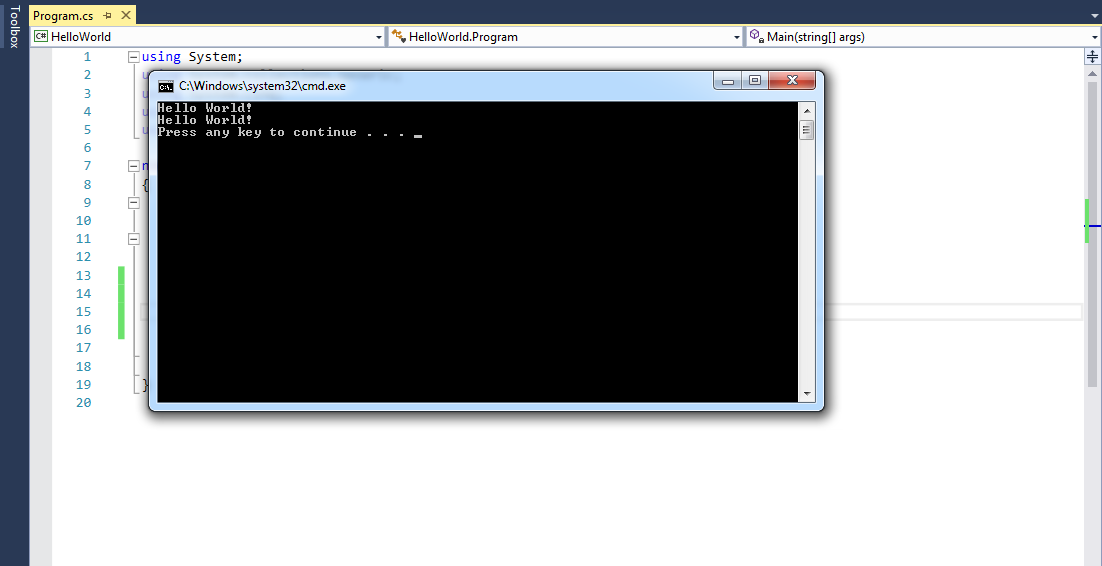 Toolbox
Program.cs
C# HelloWorld
HelloWorld.Program
Main(string[] args)
1 using System;
2 u
3 u
4 u
5 u
6
7 n
8 {
9
10
11
12
13
14
15
16
17
18
19 }
20
C:\Windows\system32\cmd.exe
Hello World!
Hello World!
Press any key to continue . . . _